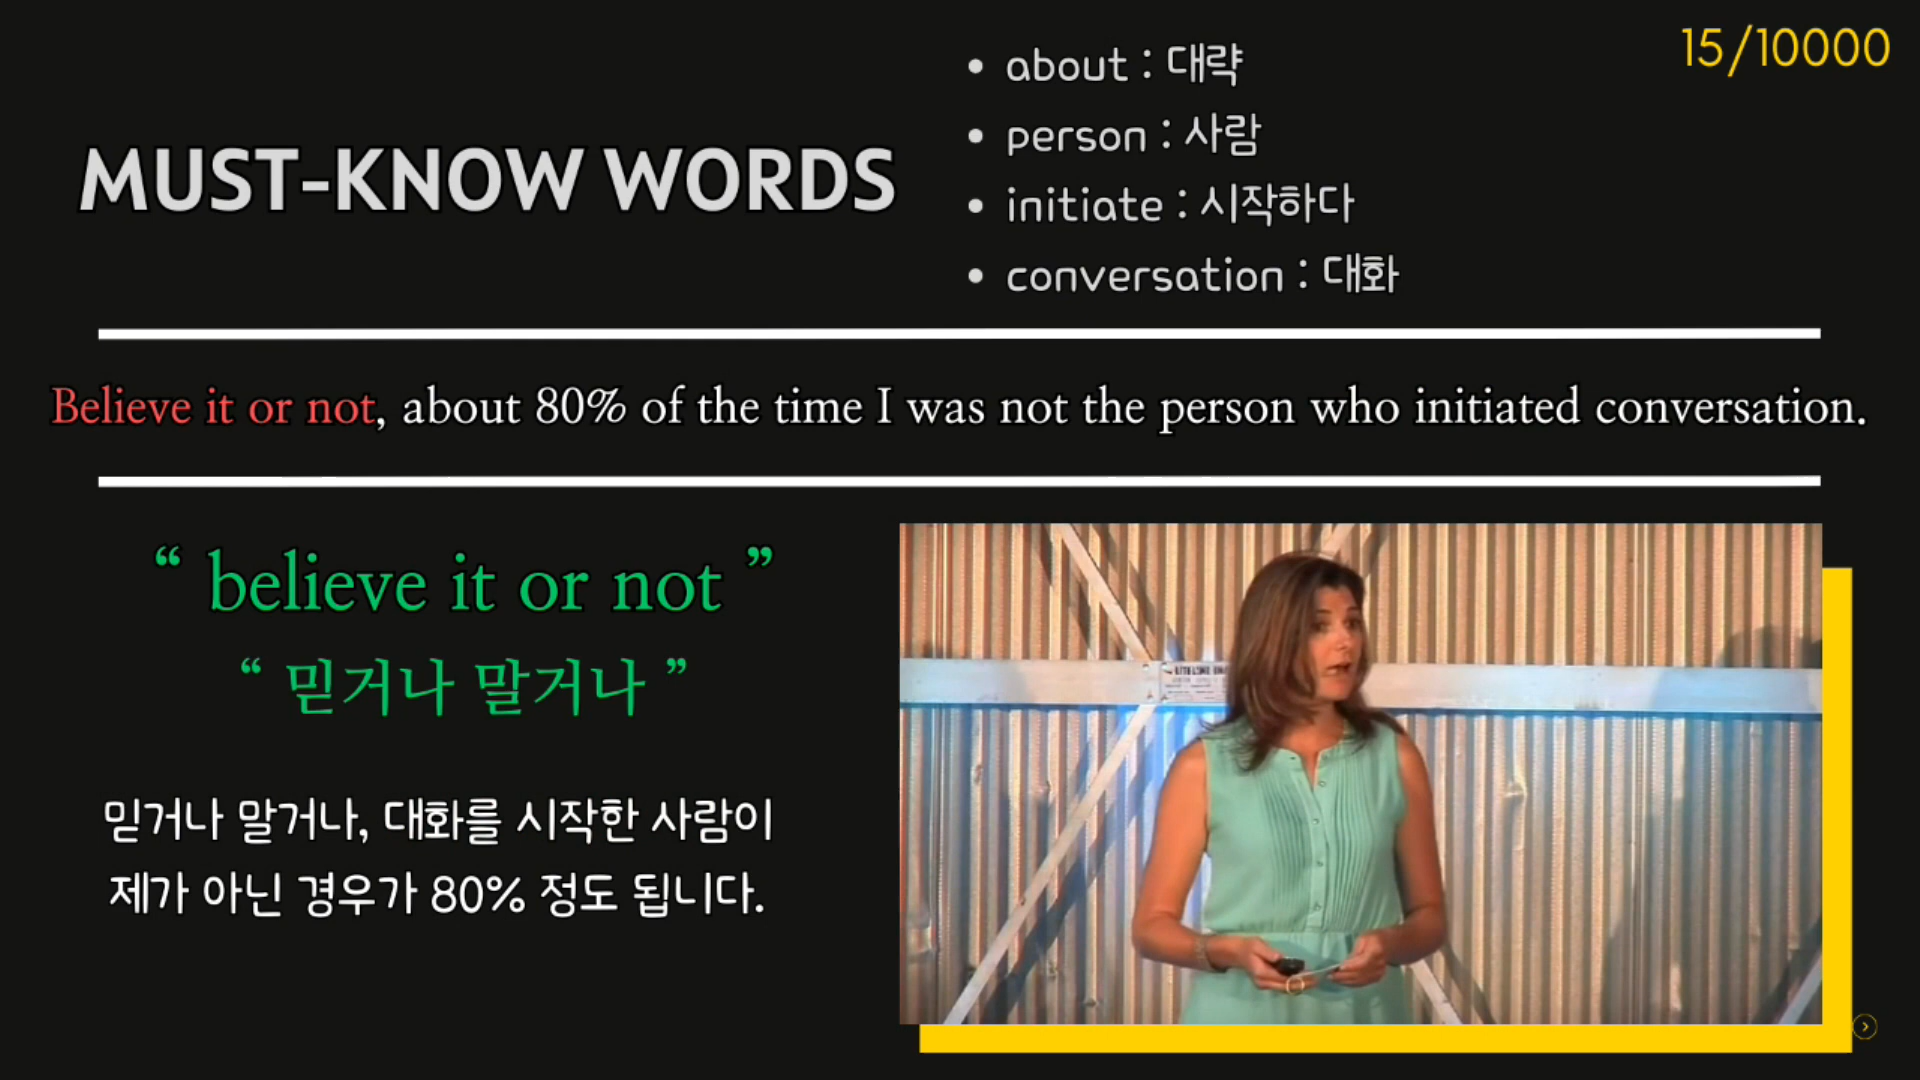 15/10000
MUST-KNOW WORDS
• about : 대략
• person : 사람
• initiate : 시작하다
• conversation : 대화
Believe it or not, about 80% of the time I was not the person who initiated conversation.
“ believe it or not ”
“ 믿거나 말거나 ”
믿거나 말거나, 대화를 시작한 사람이
제가 아닌 경우가 80% 정도 됩니다.